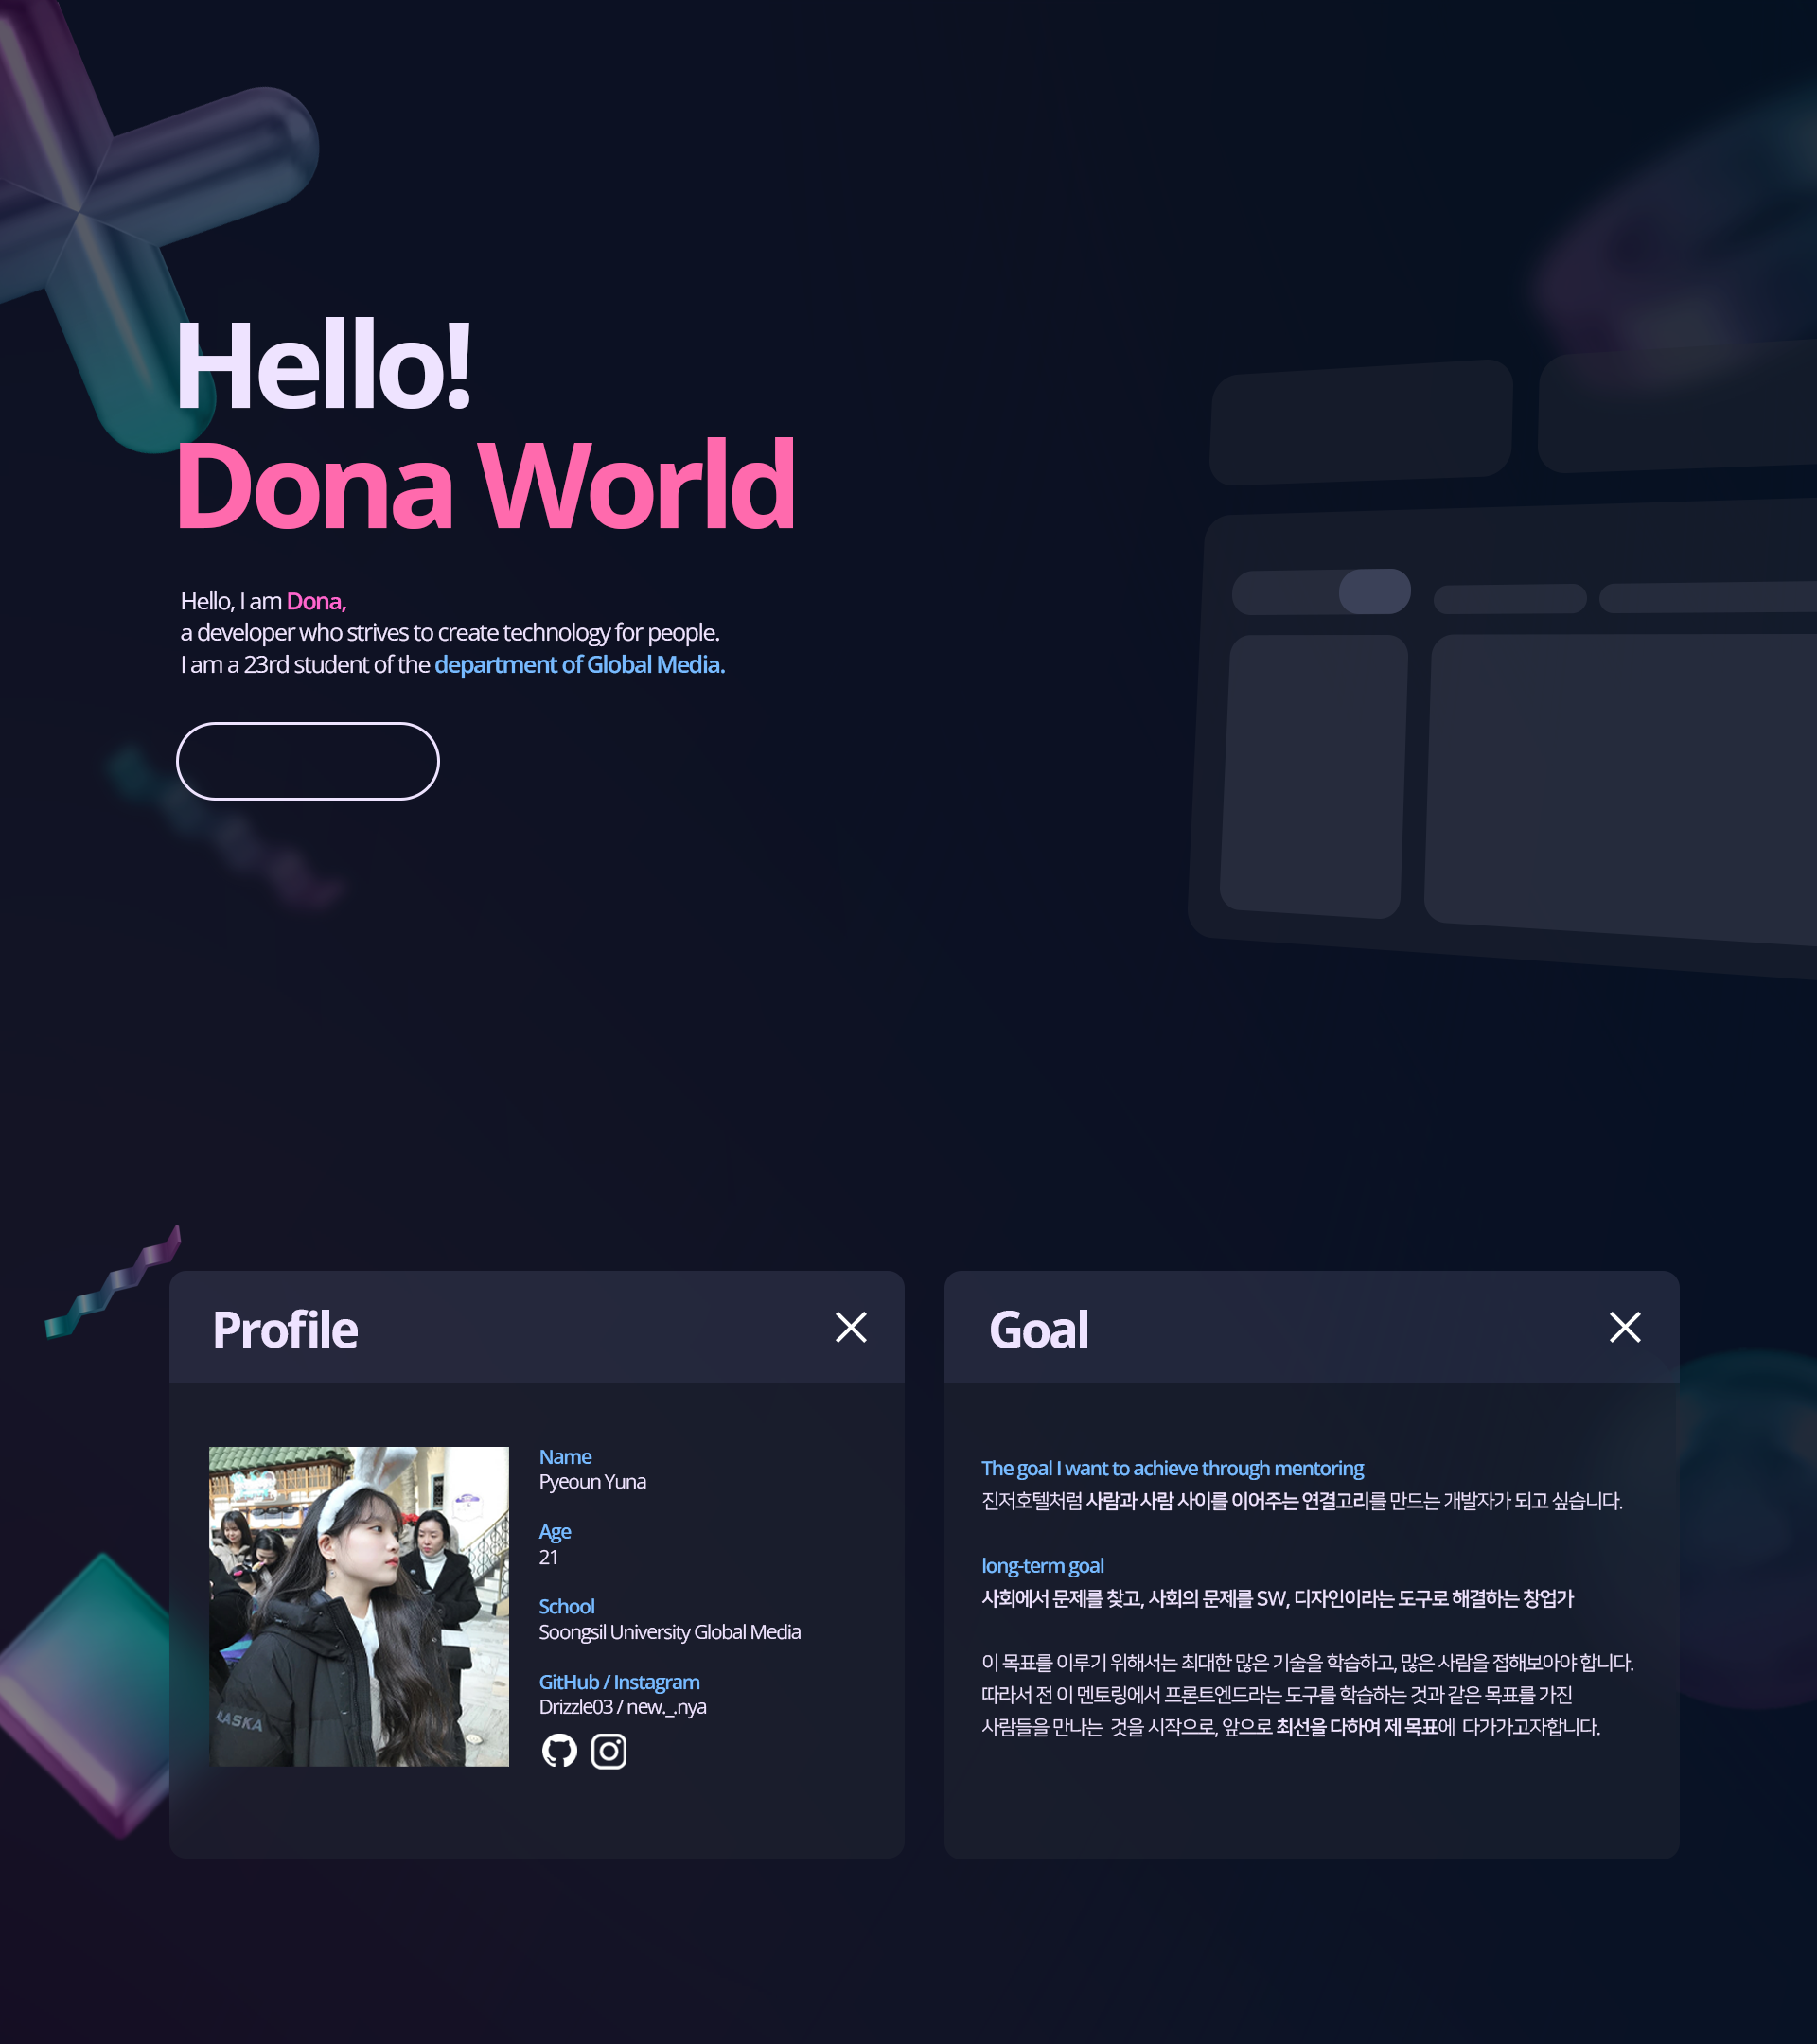 Hello!
Dona World
Hello, I am Dona,
a developer who strives to create technology for people.
I am a 23rd student of the department of Global Media.
Profile
Name
Pyeoun Yuna
Age
21
School
Soongsil University Global Media
GitHub / Instagram
Drizzle03 / new._.nya
ALASKA
Goal
The goal I want to achieve through mentoring
진저호텔처럼 사람과 사람 사이를 이어주는 연결고리를 만드는 개발자가 되고 싶습니다.
long-term goal
사회에서 문제를 찾고, 사회의 문제를 SW, 디자인이라는 도구로 해결하는 창업가
이 목표를 이루기 위해서는 최대한 많은 기술을 학습하고, 많은 사람을 접해보아야 합니다.
따라서 전 이 멘토링에서 프론트엔드라는 도구를 학습하는 것과 같은 목표를 가진
사람들을 만나는 것을 시작으로, 앞으로 최선을 다하여 제 목표에 다가가고자합니다.